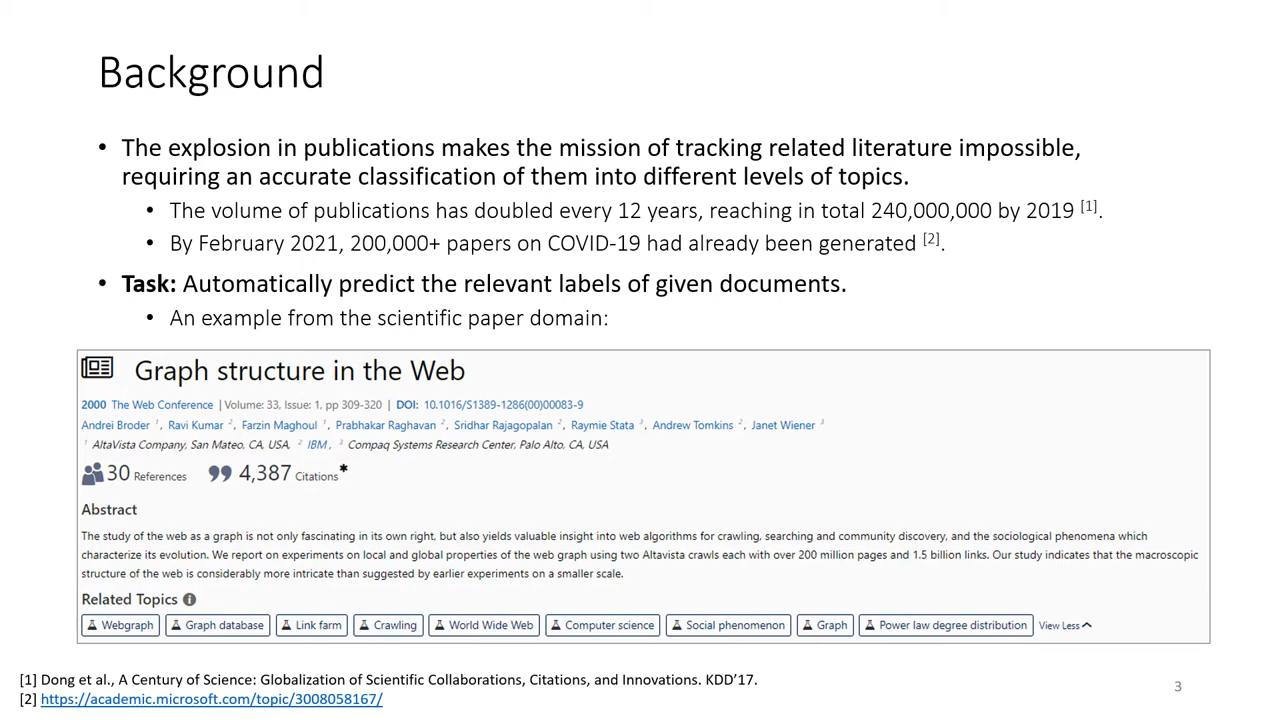 Background
• The explosion in publications makes the mission of tracking related literature impossible,
requiring an accurate classification of them into different levels of topics.
• The volume of publications has doubled every 12 years, reaching in total 240,000,000 by 2019 [1].
• By February 2021, 200,000+ papers on COVID-19 had already been generated [2].
• Task: Automatically predict the relevant labels of given documents.
• An example from the scientific paper domain:
Graph structure in the Web
2000 The Web Conference | Volume: 33, Issue: 1, pp 309-320 | DOI: 10.1016/S1389-1286(00)00083-9
Andrei Broder 1, Ravi Kumar 2, Farzin Maghoul 1, Prabhakar Raghavan 2, Sridhar Rajagopalan 2, Raymie Stata 3, Andrew Tomkins 2, Janet Wiener 3
1 AltaVista Company, San Mateo, CA, USA, 2 IBM, 3 Compaq Systems Research Center, Palo Alto, CA, USA
30 References 4,387 Citations*
Abstract
The study of the web as a graph is not only fascinating in its own right, but also yields valuable insight into web algorithms for crawling, searching and community discovery, and the sociological phenomena which
characterize its evolution. We report on experiments on local and global properties of the web graph using two Altavista crawls each with over 200 million pages and 1.5 billion links. Our study indicates that the macroscopic
structure of the web is considerably more intricate than suggested by earlier experiments on a smaller scale.
Related Topics
Webgraph Graph database Link farm Crawling World Wide Web Computer science Social phenomenon Graph Power law degree distribution View Less
[1] Dong et al., A Century of Science: Globalization of Scientific Collaborations, Citations, and Innovations. KDD'17.
[2] https://academic.microsoft.com/topic/3008058167/
3